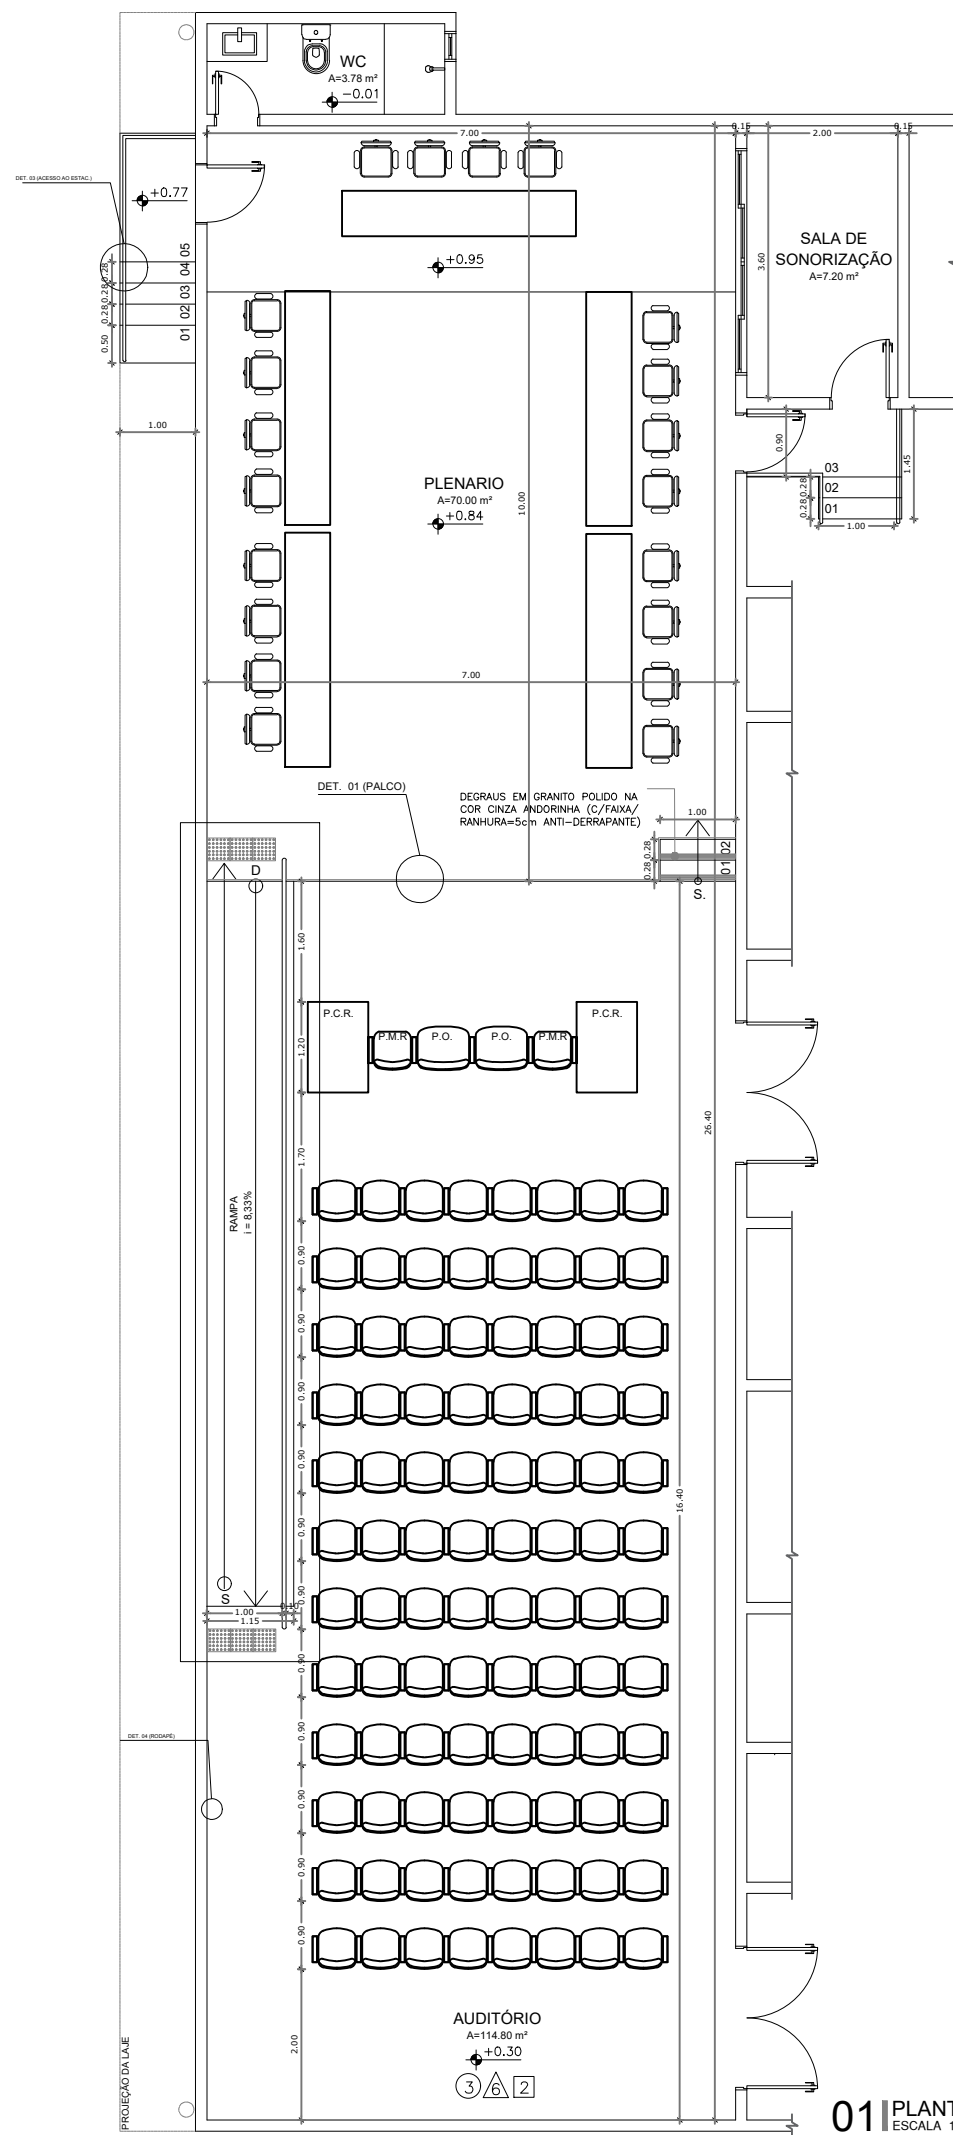 WC
A=3.78 m²
-0.01
0.15
7.00
2.00
0.15
DET. 03 (ACESSO AO ESTAC.)
+0.77
+0.95
SALA DE
SONORIZAÇÃO
A=7.20 m²
3.60
01 02 03 04 05
0.50
0.28
0.28
0.28
1.00
0.90
1.45
03
02
01
0.28
0.28
1.00
PLENARIO
A=70.00 m²
+0.84
10.00
7.00
DET. 01 (PALCO)
DEGRAUS EM GRANITO POLIDO NA
COR CINZA ANDORINHA (C/FAIXA/
RANHURA=5cm ANTI-DERRAPANTE)
1.00
0.28
0.28
01 02
S.
D
1.60
P.C.R.
P.M.R
P.O.
P.O.
P.M.R
P.C.R.
1.20
26.40
1.70
RAMPA
i = 8,33%
0.90
0.90
0.90
0.90
16.40
0.90
0.90
S
1.00
0.10
1.15
0.90
0.90
DET. 04 (RODAPÉ)
0.90
0.90
0.90
AUDITÓRIO
A=114.80 m²
+0.30
3
6
2
2.00
PROJEÇÃO DA LAJE
01
PLANT
ESCALA 1